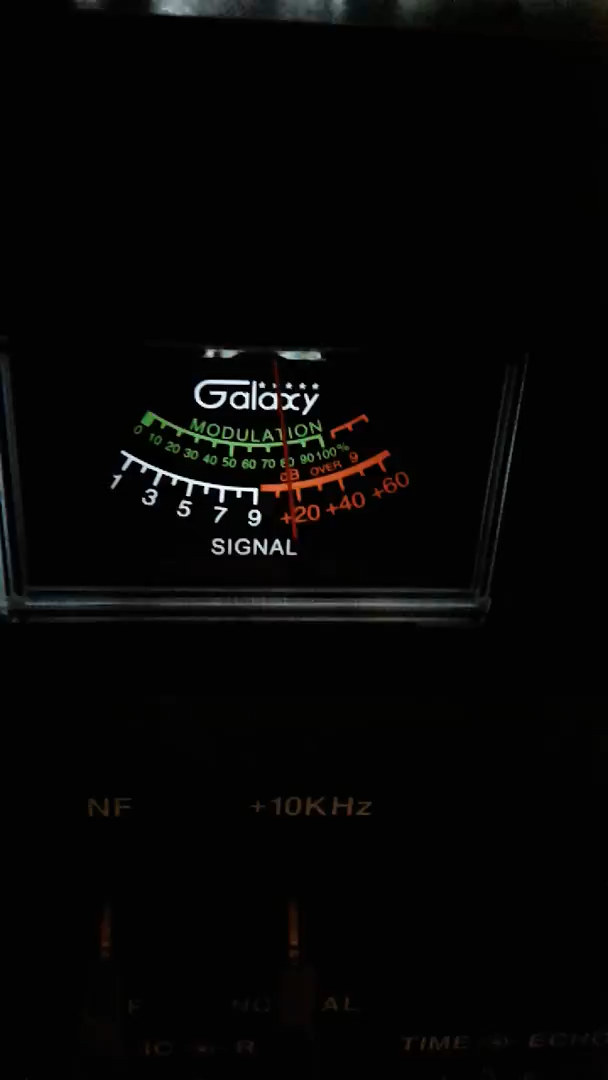 Galaxy
MODULATION
0 10 20 30 40 50 60 70 80 90 100%
dB OVER 9
1 3 5 7 9 +20 +40 +60
SIGNAL
NF +10KHz
TIME ECHO